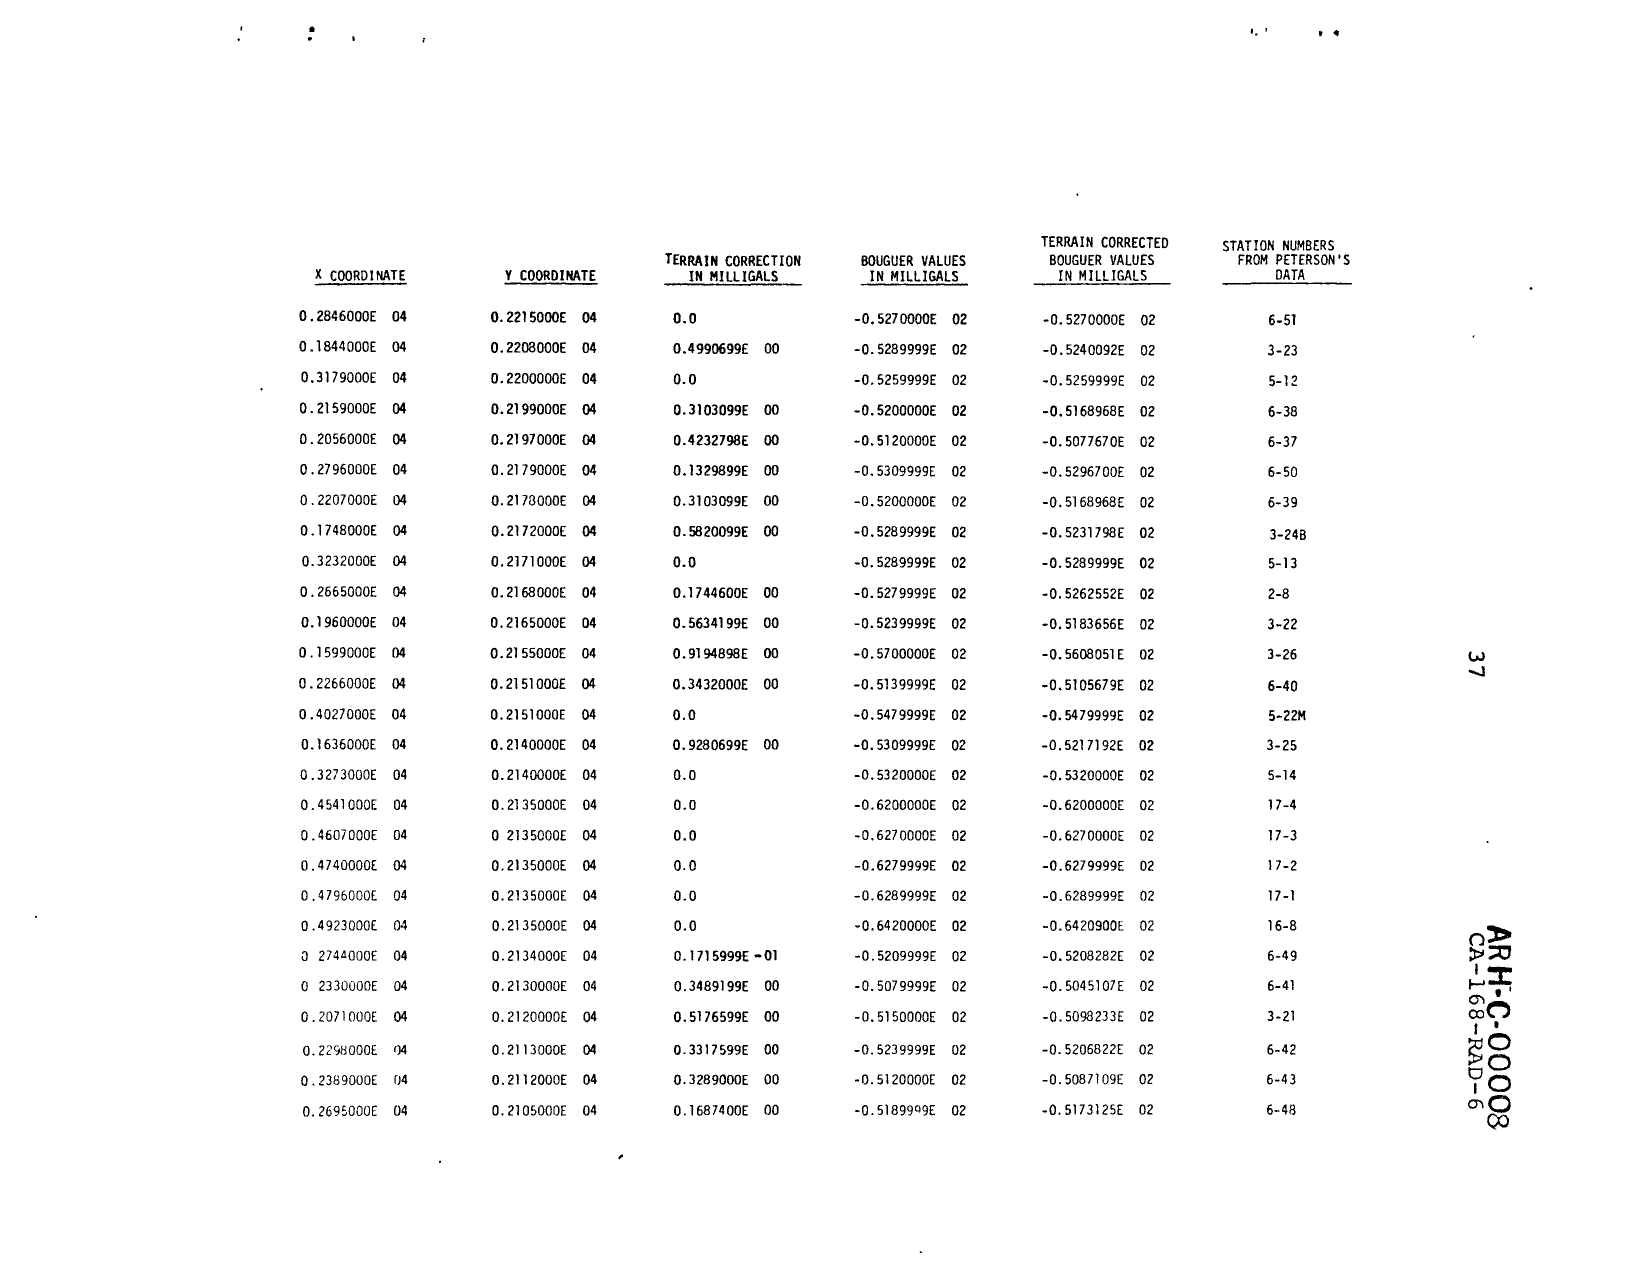 TERRAIN CORRECTED STATION NUMBERS
TERRAIN CORRECTION BOUGUER VALUES BOUGUER VALUES FROM PETERSON'S
X COORDINATE Y COORDINATE IN MILLIGALS IN MILLIGALS IN MILLIGALS DATA
0.2846000E 04 0.2215000E 04 0.0 -0.5270000E 02 -0.5270000E 02 6-51
0.1844000E 04 0.2208000E 04 0.4990699E 00 -0.5289999E 02 -0.5240092E 02 3-23
0.3179000E 04 0.2200000E 04 0.0 -0.5259999E 02 -0.5259999E 02 5-12
0.2159000E 04 0.2199000E 04 0.3103099E 00 -0.5200000E 02 -0.5168968E 02 6-38
0.2056000E 04 0.2197000E 04 0.4232798E 00 -0.5120000E 02 -0.5077670E 02 6-37
0.2796000E 04 0.2179000E 04 0.1329899E 00 -0.5309999E 02 -0.5296700E 02 6-50
0.2207000E 04 0.2178000E 04 0.3103099E 00 -0.5200000E 02 -0.5168968E 02 6-39
0.1748000E 04 0.2172000E 04 0.5820099E 00 -0.5289999E 02 -0.5231798E 02 3-24B
0.3232000E 04 0.2171000E 04 0.0 -0.5289999E 02 -0.5289999E 02 5-13
0.2665000E 04 0.2168000E 04 0.1744600E 00 -0.5279999E 02 -0.5262552E 02 2-8
0.1960000E 04 0.2165000E 04 0.5634199E 00 -0.5239999E 02 -0.5183656E 02 3-22
0.1599000E 04 0.2155000E 04 0.9194898E 00 -0.5700000E 02 -0.5608051E 02 3-26
0.2266000E 04 0.2151000E 04 0.3432000E 00 -0.5139999E 02 -0.5105679E 02 6-40
0.4027000E 04 0.2151000E 04 0.0 -0.5479999E 02 -0.5479999E 02 5-22M
0.1636000E 04 0.2140000E 04 0.9280699E 00 -0.5309999E 02 -0.5217192E 02 3-25
0.3273000E 04 0.2140000E 04 0.0 -0.5320000E 02 -0.5320000E 02 5-14
0.4541000E 04 0.2135000E 04 0.0 -0.6200000E 02 -0.6200000E 02 17-4
0.4607000E 04 0 2135000E 04 0.0 -0.6270000E 02 -0.6270000E 02 17-3
0.4740000E 04 0.2135000E 04 0.0 -0.6279999E 02 -0.6279999E 02 17-2
0.4796000E 04 0.2135000E 04 0.0 -0.6289999E 02 -0.6289999E 02 17-1
0.4923000E 04 0.2135000E 04 0.0 -0.6420000E 02 -0.6420900E 02 16-8
0 2744000E 04 0.2134000E 04 0.1715999E -01 -0.5209999E 02 -0.5208282E 02 6-49
0 2330000E 04 0.2130000E 04 0.3489199E 00 -0.5079999E 02 -0.5045107E 02 6-41
0.2071000E 04 0.2120000E 04 0.5176599E 00 -0.5150000E 02 -0.5098233E 02 3-21
0.2298000E 04 0.2113000E 04 0.3317599E 00 -0.5239999E 02 -0.5206822E 02 6-42
0.2389000E 04 0.2112000E 04 0.3289000E 00 -0.5120000E 02 -0.5087109E 02 6-43
0.2695000E 04 0.2105000E 04 0.1687400E 00 -0.5189999E 02 -0.5173125E 02 6-48
37
ARH-C-00008
CA-168-RAD-6